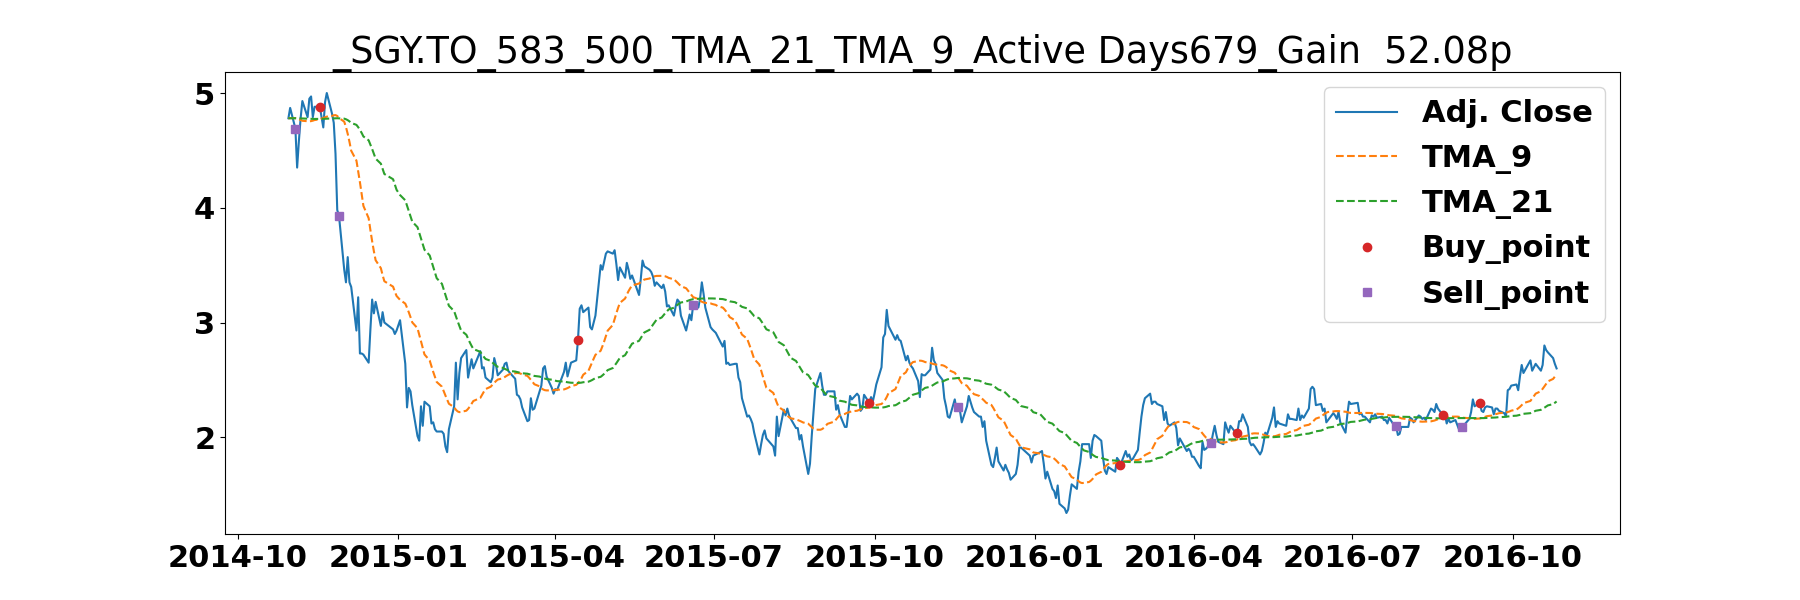 _SGY.TO_583_500_TMA_21_TMA_9_Active Days679_Gain  52.08p
5
4
3
2
Adj. Close
TMA_9
TMA_21
Buy_point
Sell_point
2014-10 2015-01 2015-04 2015-07 2015-10 2016-01 2016-04 2016-07 2016-10